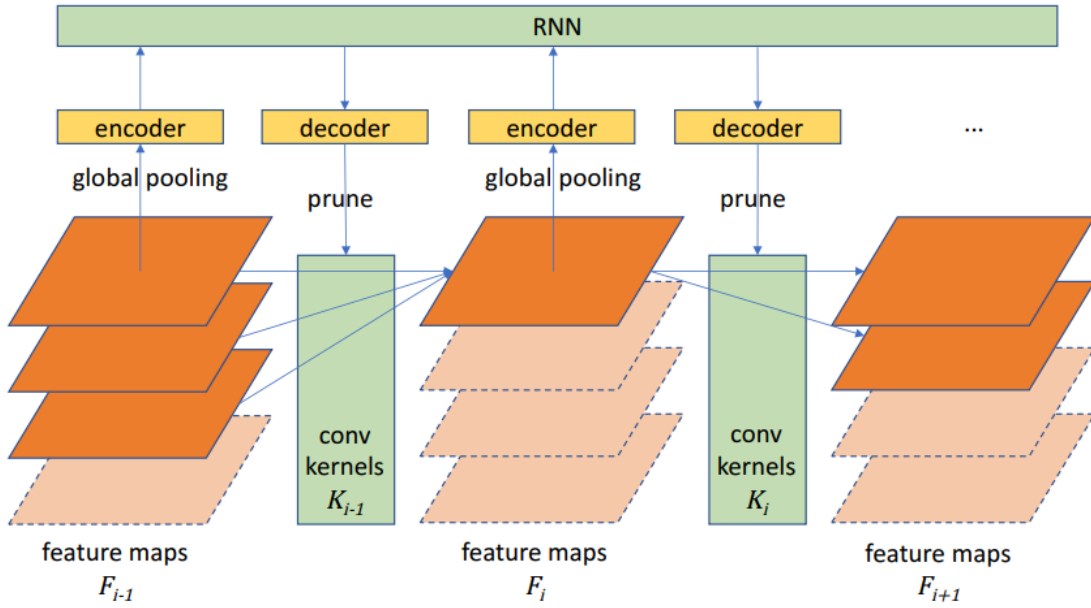 RNN
encoder
decoder
encoder
decoder
...
global pooling
prune
global pooling
prune
conv
kernels
K_{i-1}
conv
kernels
K_i
feature maps
F_{i-1}
feature maps
F_i
feature maps
F_{i+1}